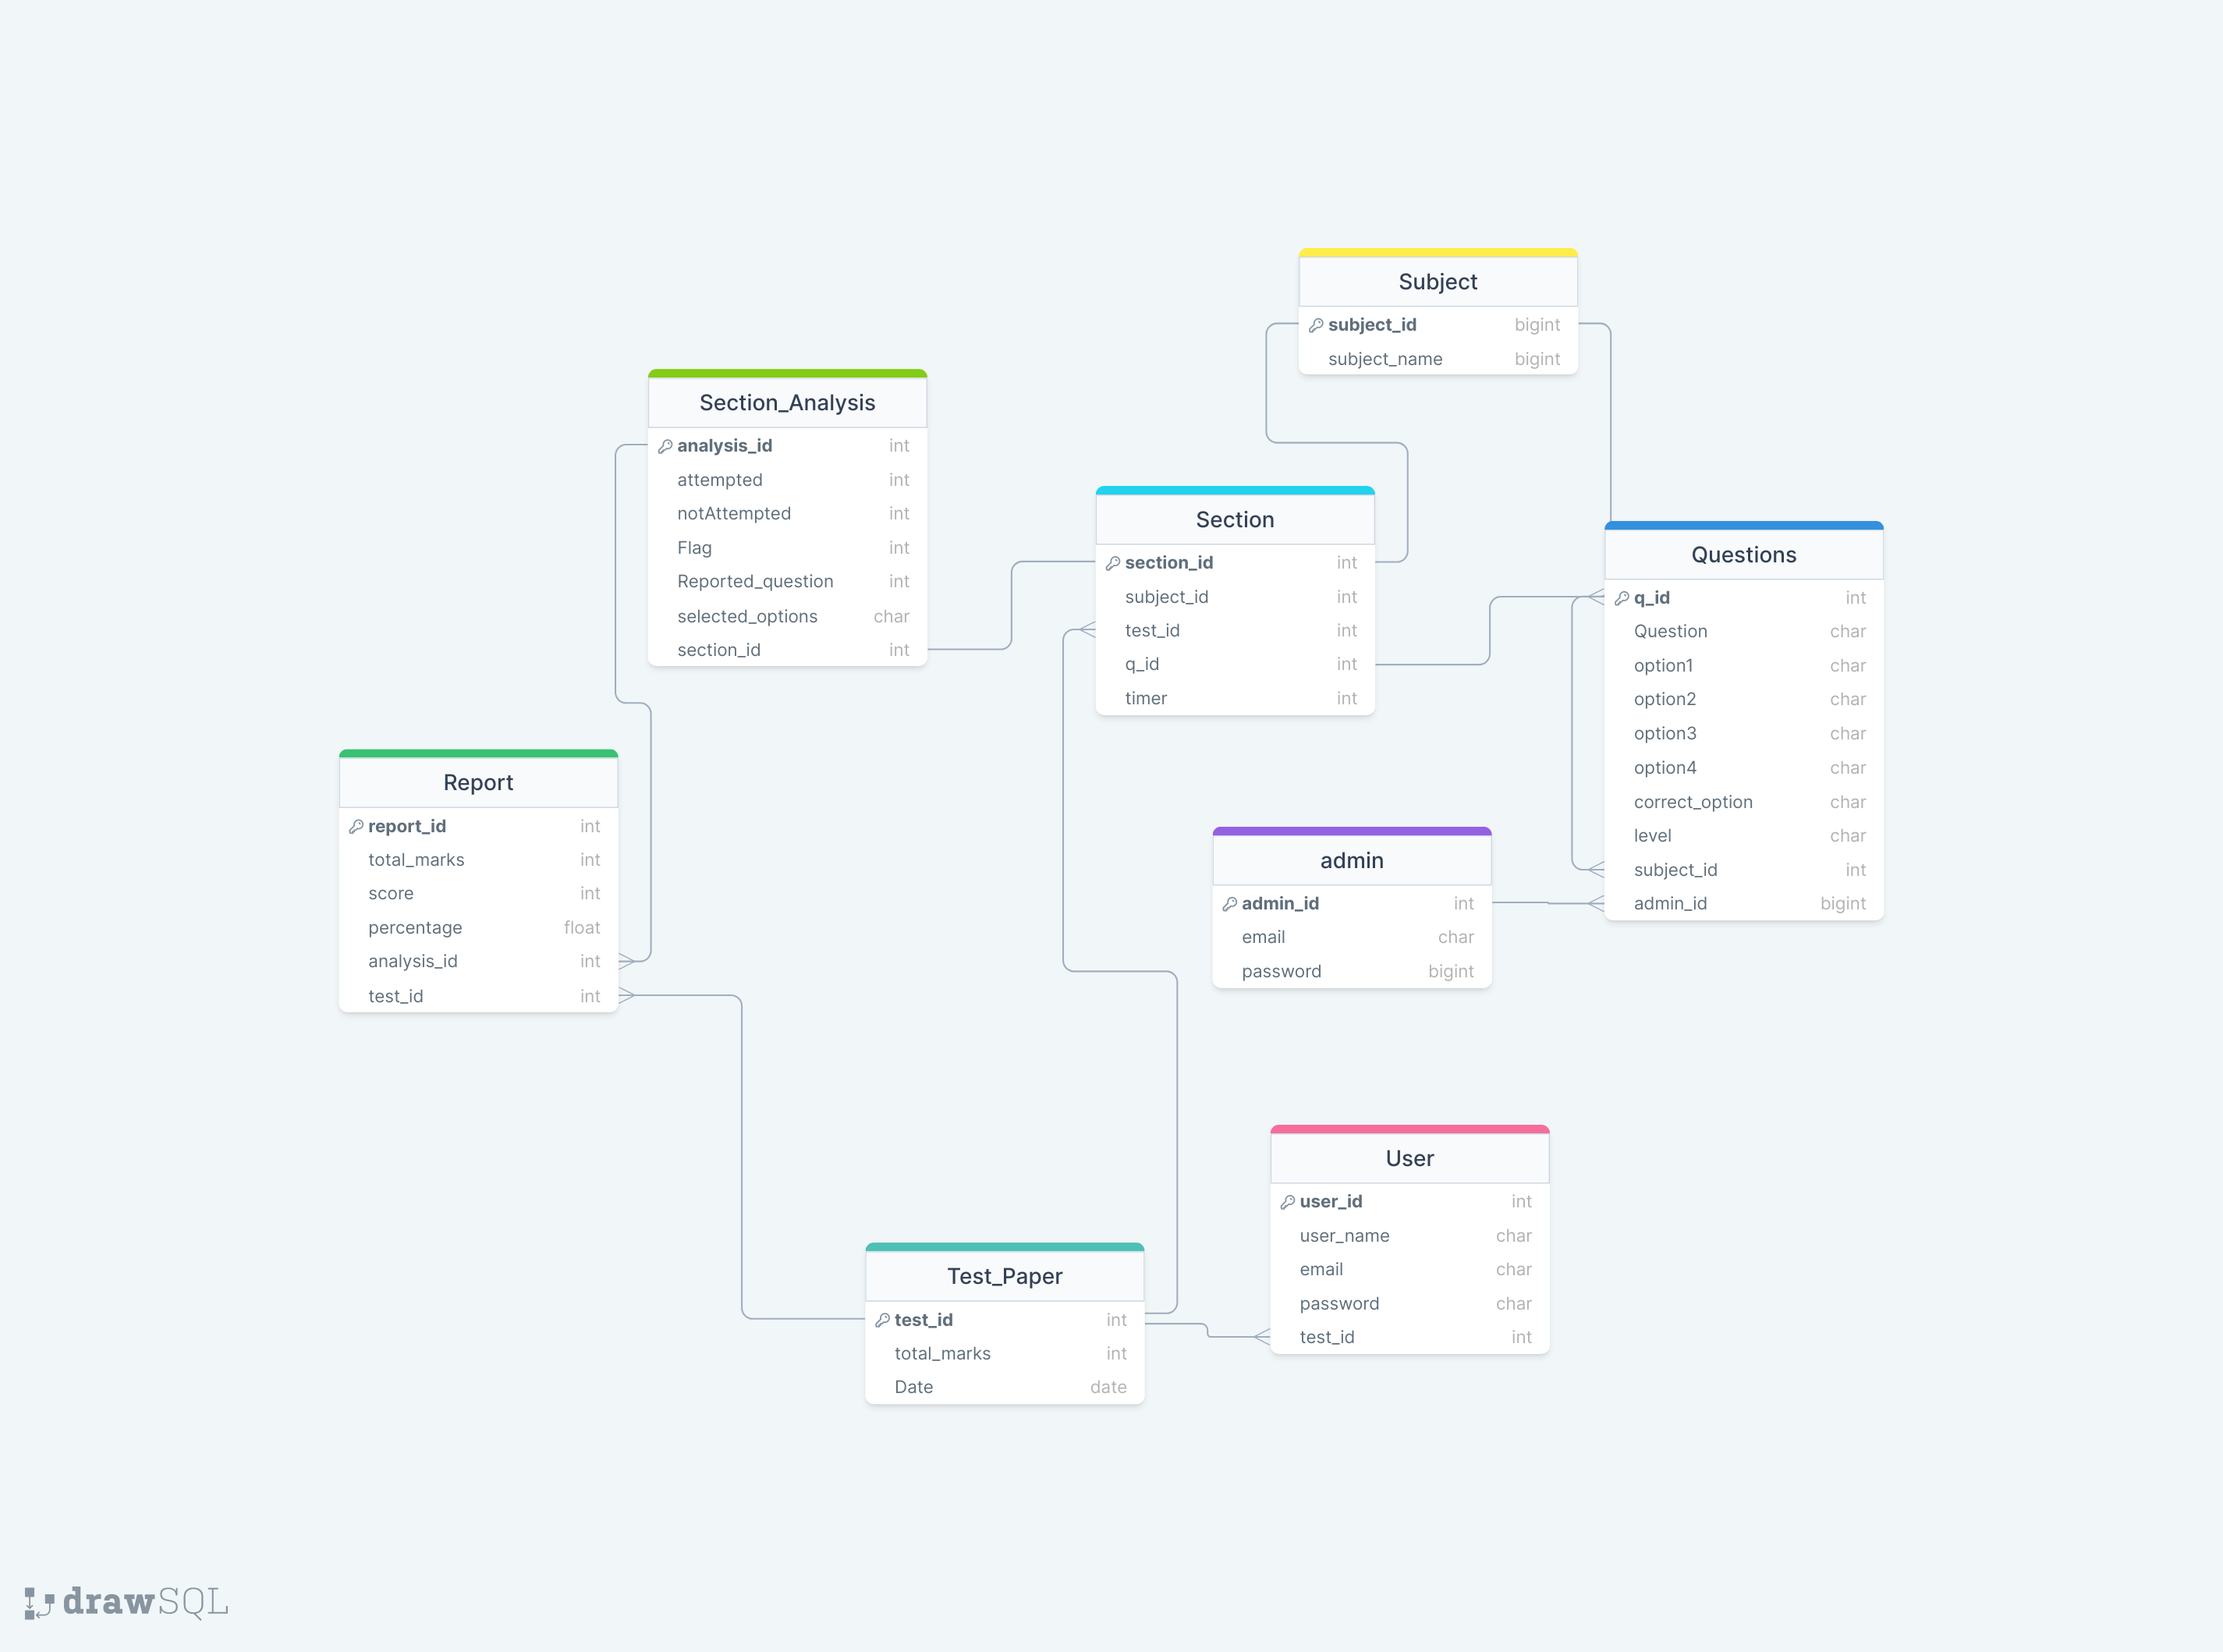 Subject
subject_id bigint
subject_name bigint
Section_Analysis
analysis_id int
attempted int
notAttempted int
Flag int
Reported_question int
selected_options char
section_id int
Section
section_id int
subject_id int
test_id int
q_id int
timer int
Questions
q_id int
Question char
option1 char
option2 char
option3 char
option4 char
correct_option char
level char
subject_id int
admin_id bigint
Report
report_id int
total_marks int
score int
percentage float
analysis_id int
test_id int
admin
admin_id int
email char
password bigint
User
user_id int
user_name char
email char
password char
test_id int
Test_Paper
test_id int
total_marks int
Date date
drawSQL